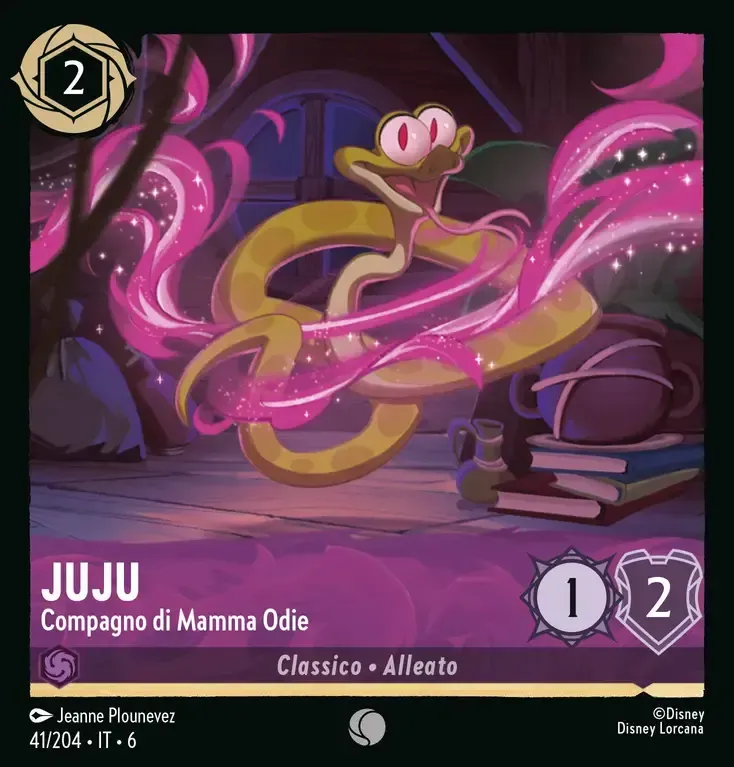 2
JUJU
Compagno di Mamma Odie
1
2
Classico • Alleato
Jeanne Plounevez
©Disney
41/204 • IT • 6
Disney Lorcana